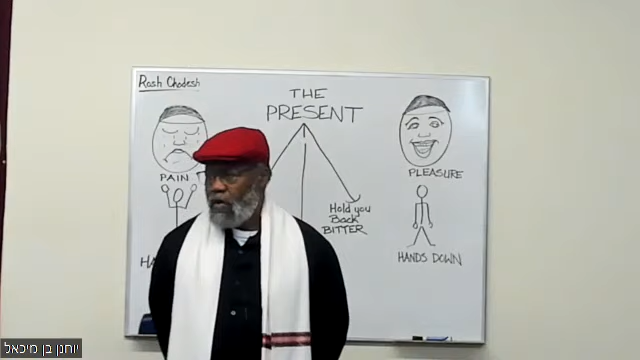 Rosh Chodesh
THE
PRESENT
PAIN
PLEASURE
Hold you
Back
BITTER
HANDS DOWN
יוחנן בן מיכאל